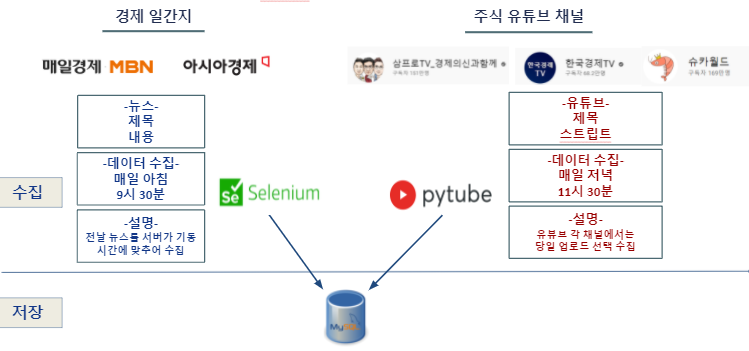 경제 일간지
주식 유튜브 채널
매일경제 MBN
아시아경제
삼프로TV_경제의신과함께
한국경제TV
슈카월드
한국경제
TV
-뉴스-
제목
내용
-유튜브-
제목
스트립트
수집
-데이터 수집-
매일 아침
9시 30분
Se Selenium
pytube
-데이터 수집-
매일 저녁
11시 30분
-설명-
전날 뉴스를 서버가 기동
시간에 맞추어 수집
-설명-
유튜브 각 채널에서는
당일 업로드 선택 수집
저장